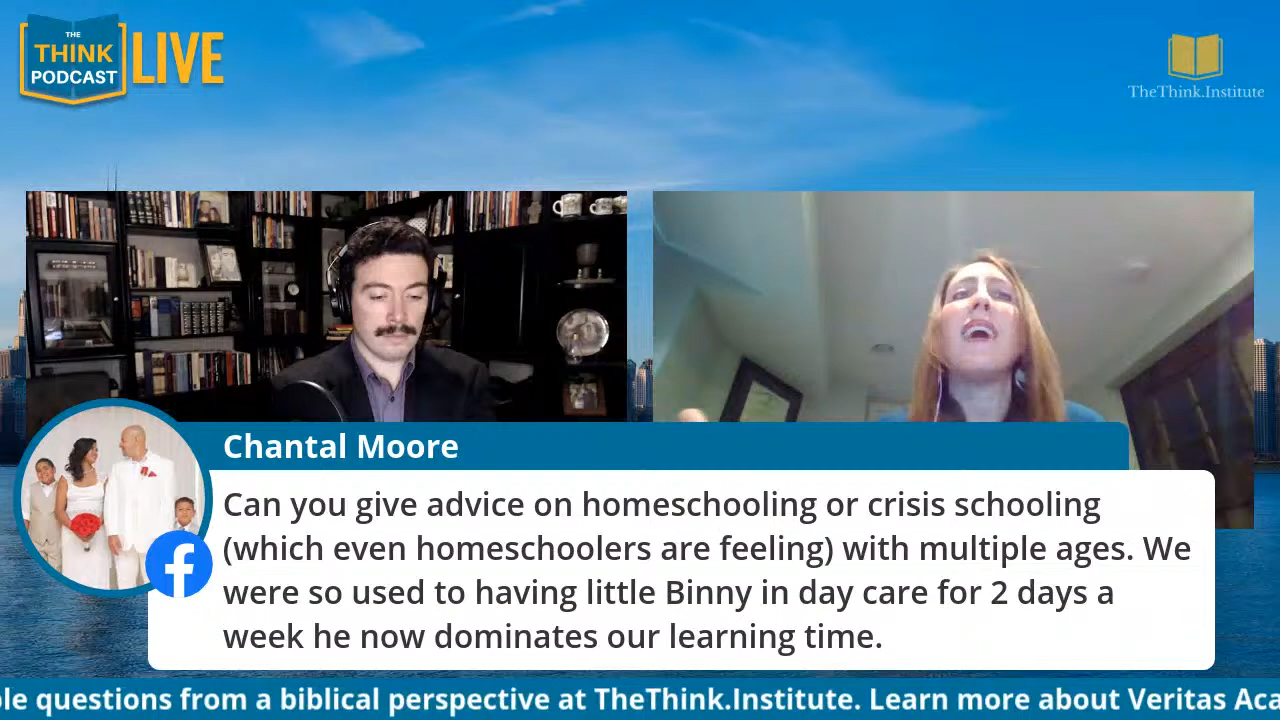 THE
THINK
PODCAST
LIVE
TheThink.Institute
Chantal Moore
Can you give advice on homeschooling or crisis schooling
(which even homeschoolers are feeling) with multiple ages. We
were so used to having little Binny in day care for 2 days a
week he now dominates our learning time.
questions from a biblical perspective at TheThink.Institute. Learn more about Veritas